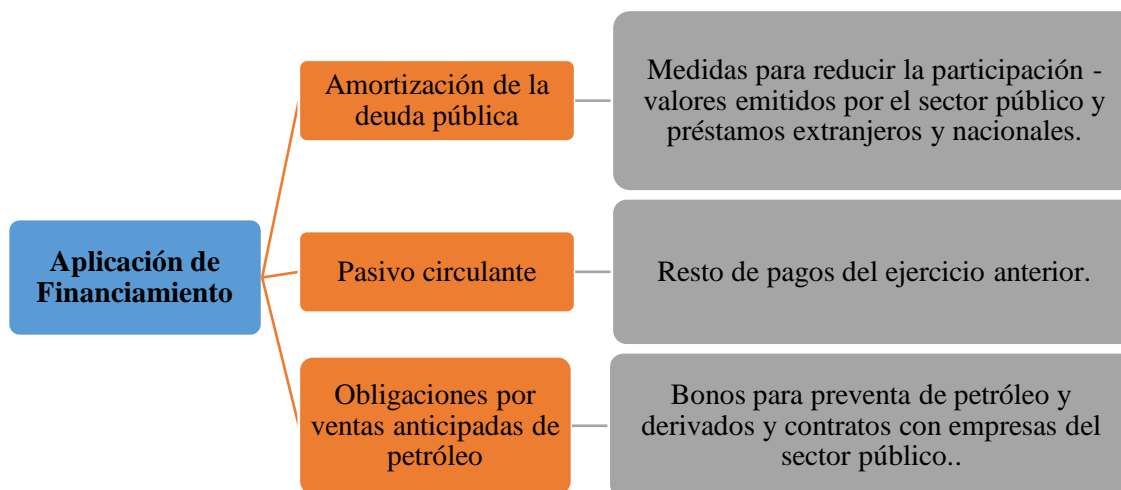 Aplicación de
Financiamiento
Amortización de la
deuda pública
Medidas para reducir la participación -
valores emitidos por el sector público y
préstamos extranjeros y nacionales.
Pasivo circulante
Resto de pagos del ejercicio anterior.
Obligaciones por
ventas anticipadas de
petróleo
Bonos para preventa de petróleo y
derivados y contratos con empresas del
sector público..